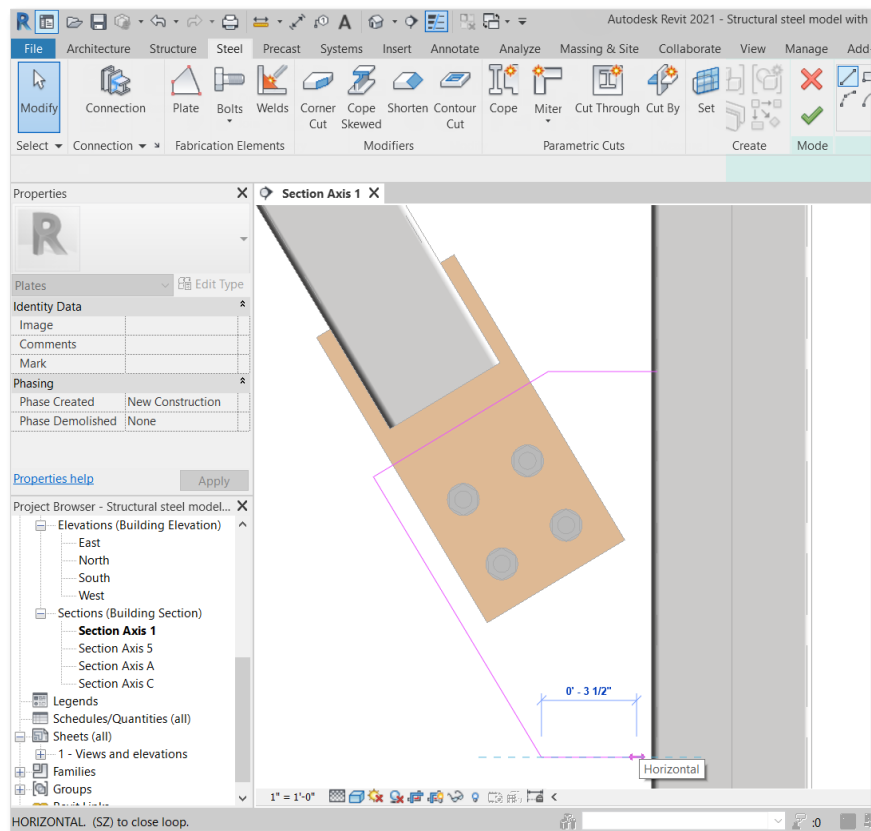 Autodesk Revit 2021 - Structural steel model with
File Architecture Structure Steel Precast Systems Insert Annotate Analyze Massing & Site Collaborate View Manage Add-
Modify Connection Plate Bolts Welds Corner Cut Cope Skewed Shorten Contour Cut Cope Miter Cut Through Cut By Set
Select Connection Fabrication Elements Modifiers Parametric Cuts Create Mode
Properties
Section Axis 1
R
Plates
Edit Type
Identity Data
Image
Comments
Mark
Phasing
Phase Created New Construction
Phase Demolished None
Properties help
Apply
Project Browser - Structural steel model...
Elevations (Building Elevation)
East
North
South
West
Sections (Building Section)
Section Axis 1
Section Axis 5
Section Axis A
Section Axis C
Legends
Schedules/Quantities (all)
Sheets (all)
1 - Views and elevations
Families
Groups
Revit Links
0' - 3 1/2"
Horizontal
1" = 1'-0"
HORIZONTAL. (SZ) to close loop.
:0